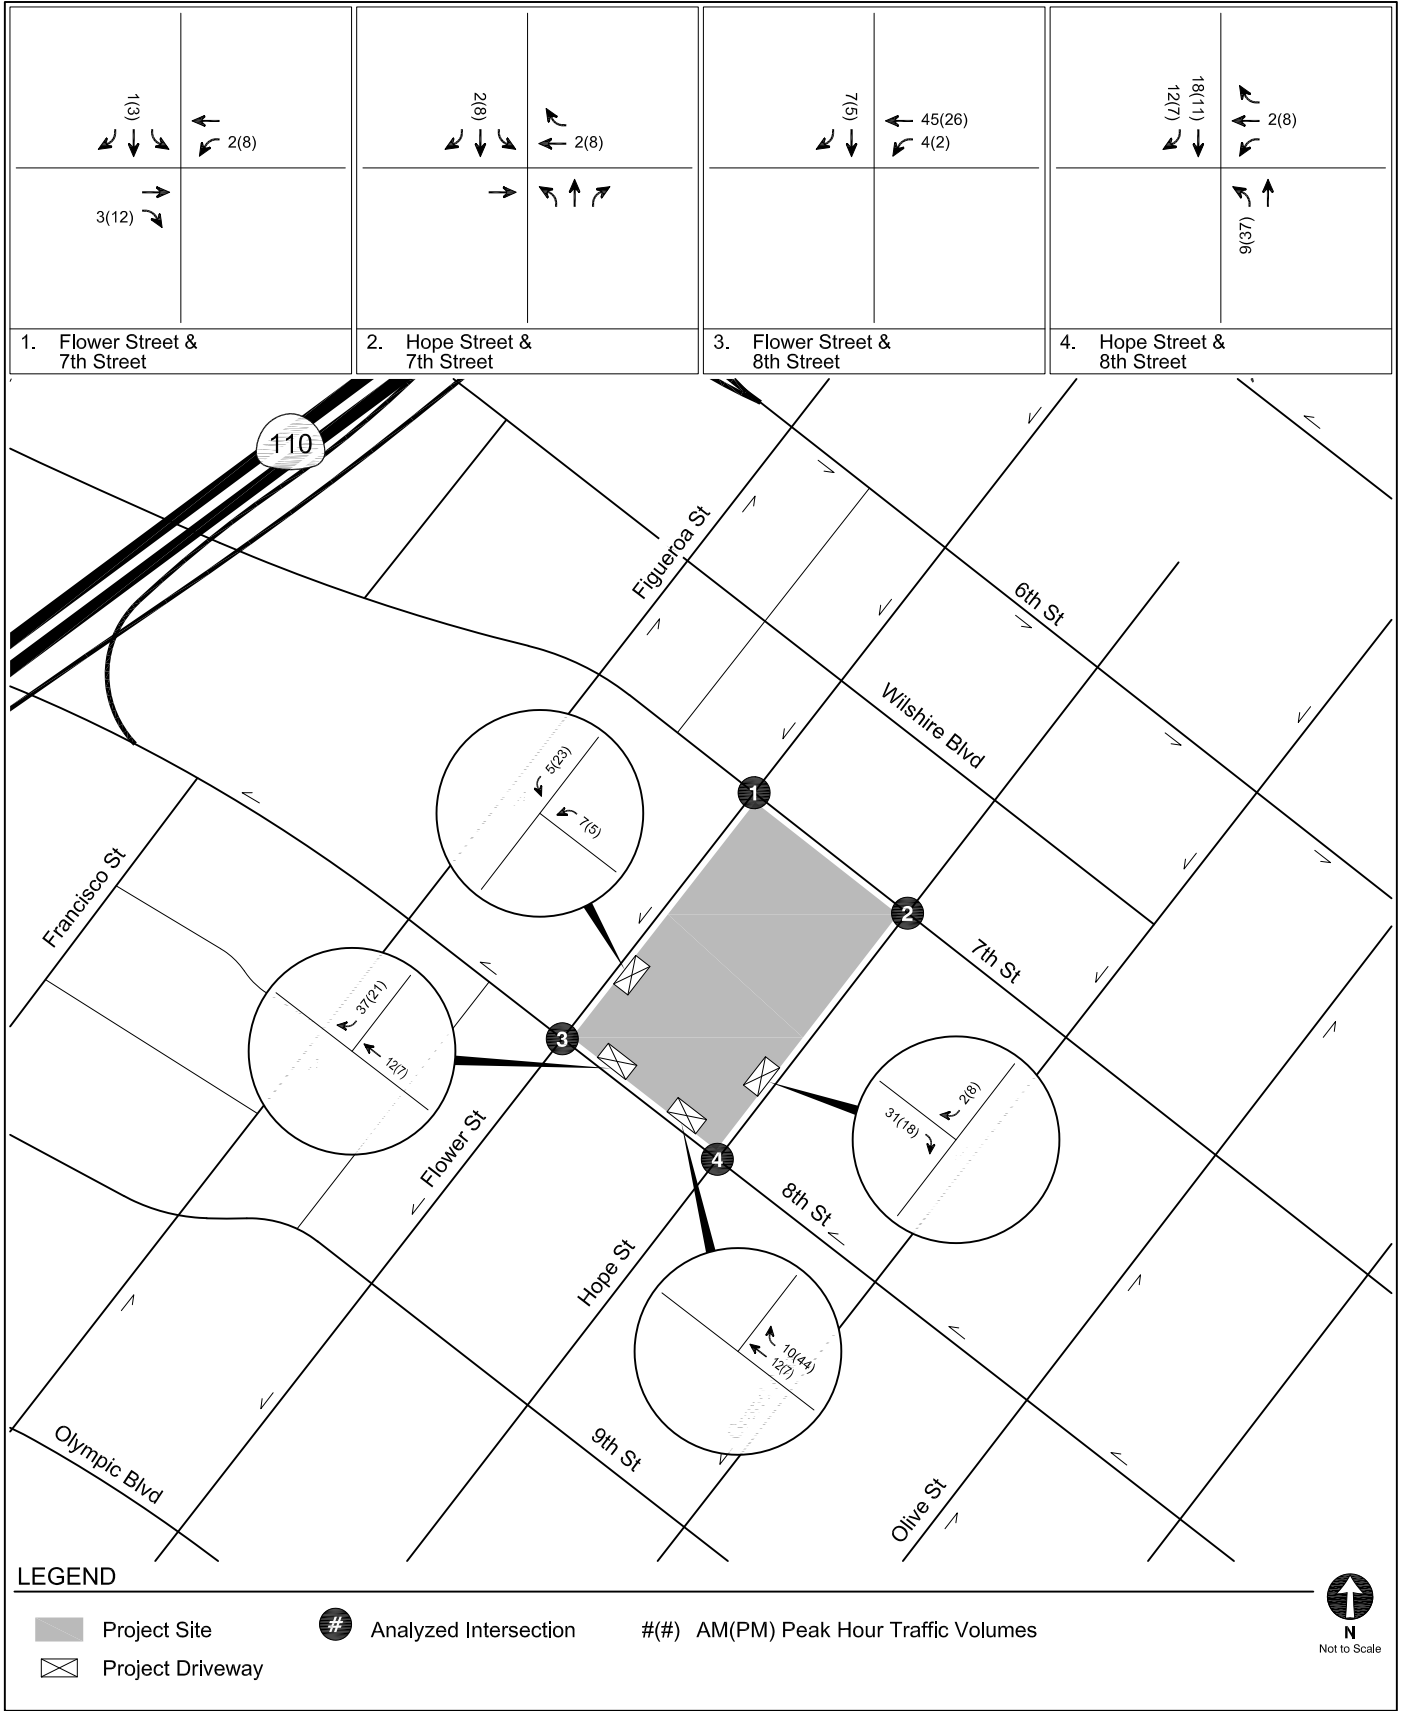 1(3)
2(8)
3(12)
1. Flower Street &
7th Street
2(8)
2(8)
2. Hope Street &
7th Street
7(5)
45(26)
4(2)
3. Flower Street &
8th Street
12(7)
18(11)
2(8)
9(37)
4. Hope Street &
8th Street
110
Figueroa St
6th St
Wilshire Blvd
5(23)
7(5)
1
Francisco St
2
7th St
37(21)
12(7)
3
2(8)
31(18)
Flower St
4
8th St
Hope St
10(44)
12(7)
Olympic Blvd
9th St
Olive St
LEGEND
Project Site
# Analyzed Intersection
#(#) AM(PM) Peak Hour Traffic Volumes
Project Driveway
N
Not to Scale